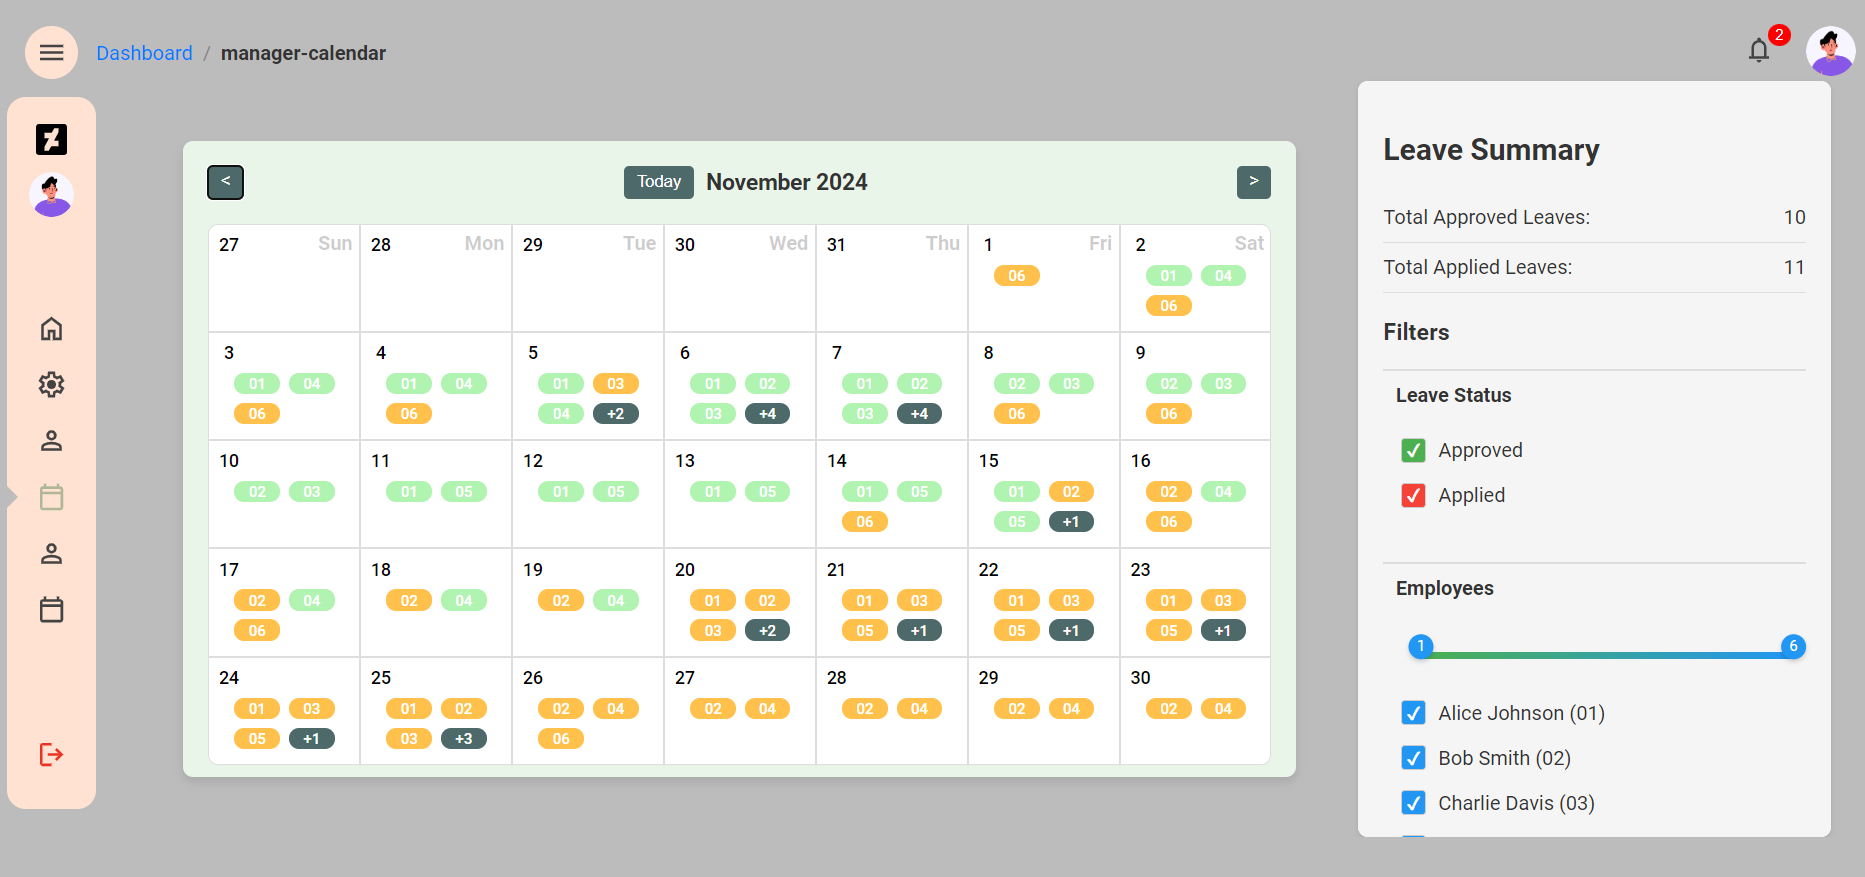 Dashboard / manager-calendar
2
< Today November 2024 >
27 Sun 28 Mon 29 Tue 30 Wed 31 Thu 1 Fri 2 Sat
06 01 04
06
3 4 5 6 7 8 9
01 04 01 04 01 03 01 02 01 02 02 03 02 03
06 06 04 +2 03 +4 03 +4 06 06
10 11 12 13 14 15 16
02 03 01 05 01 05 01 05 01 05 01 02 02 04
06 05 +1 06
17 18 19 20 21 22 23
02 04 02 04 02 04 01 02 01 03 01 03 01 03
06 03 +2 05 +1 05 +1 05 +1
24 25 26 27 28 29 30
01 03 01 02 02 04 02 04 02 04 02 04 02 04
05 +1 03 +3 06
Leave Summary
Total Approved Leaves: 10
Total Applied Leaves: 11
Filters
Leave Status
Approved
Applied
Employees
1 6
Alice Johnson (01)
Bob Smith (02)
Charlie Davis (03)